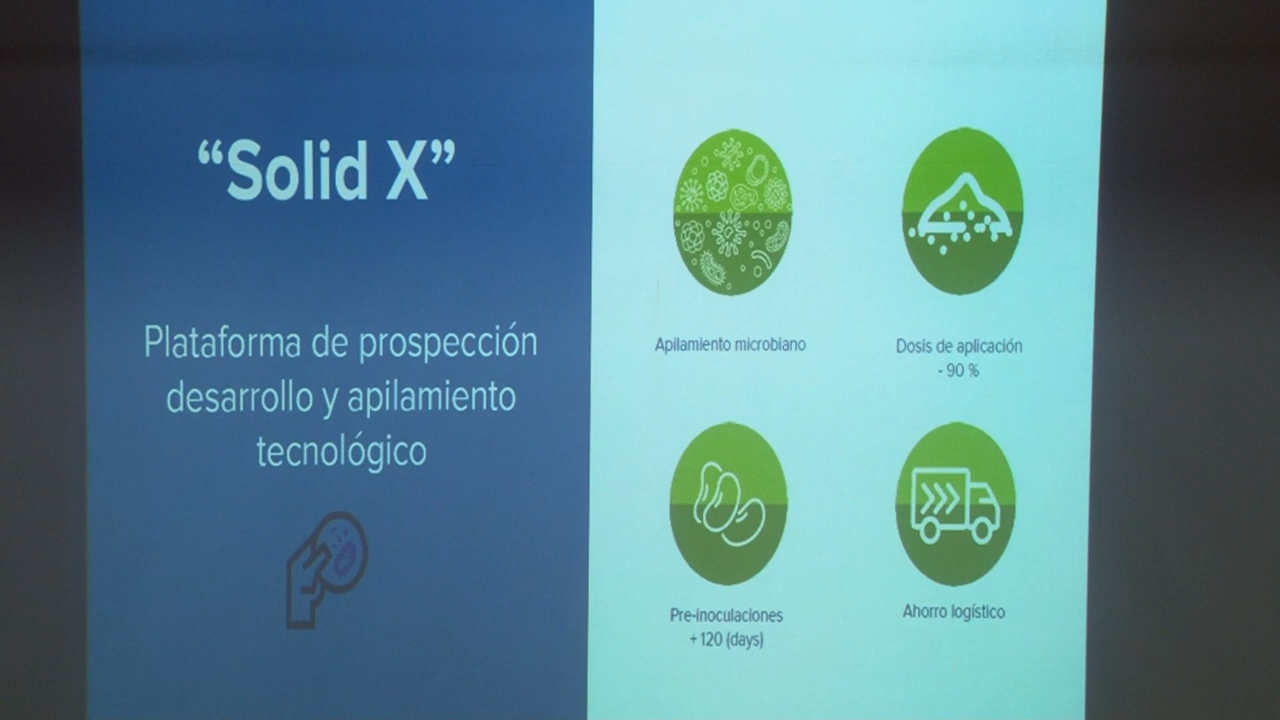 “Solid X”
Plataforma de prospección
desarrollo y apilamiento
tecnológico
Apilamiento microbiano
Dosis de aplicación
- 90 %
Pre-inoculaciones
+ 120 (days)
Ahorro logístico